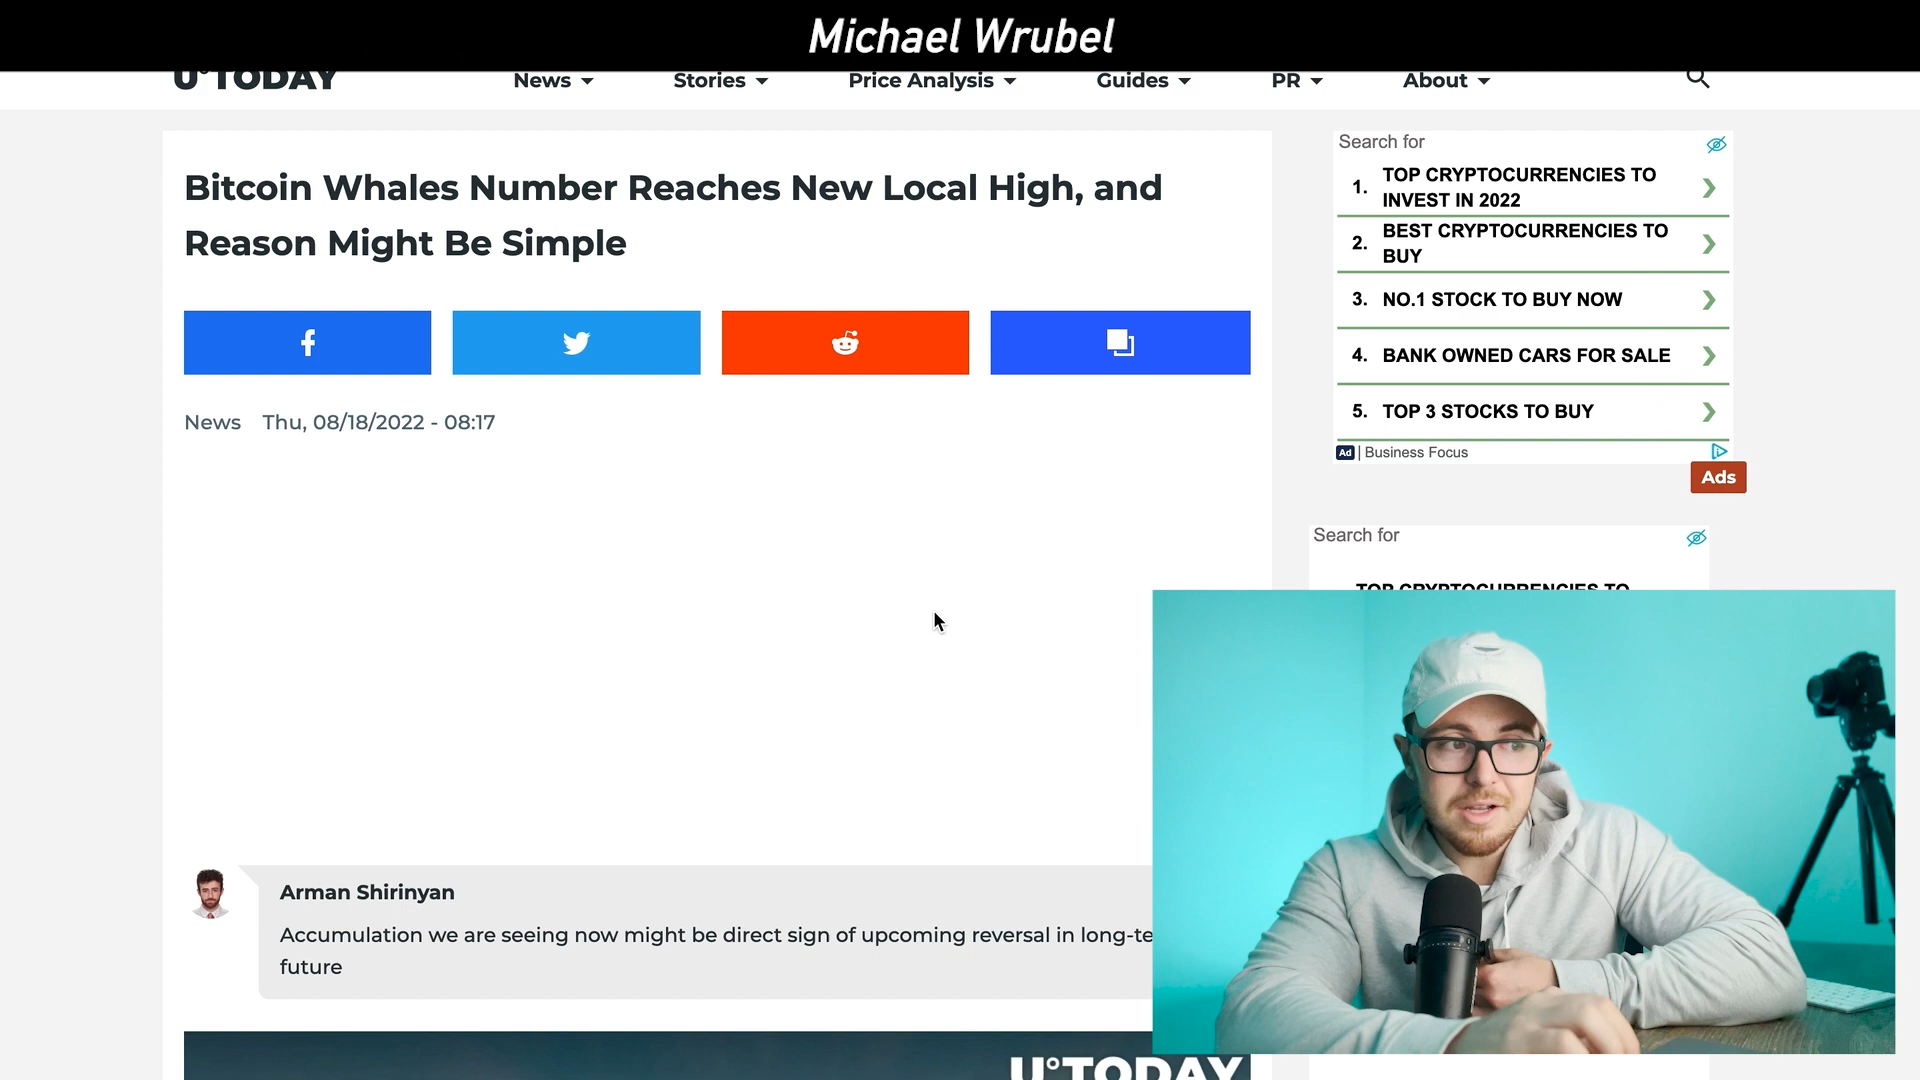 Michael Wrubel
U°TODAY
News
Stories
Price Analysis
Guides
PR
About
Bitcoin Whales Number Reaches New Local High, and
Reason Might Be Simple
News Thu, 08/18/2022 - 08:17
Arman Shirinyan
Accumulation we are seeing now might be direct sign of upcoming reversal in long-te
future
U°TODAY
Search for
1. TOP CRYPTOCURRENCIES TO
INVEST IN 2022
2. BEST CRYPTOCURRENCIES TO
BUY
3. NO.1 STOCK TO BUY NOW
4. BANK OWNED CARS FOR SALE
5. TOP 3 STOCKS TO BUY
Ad | Business Focus
Ads
Search for
TOP CRYPTOCURRENCIES TO